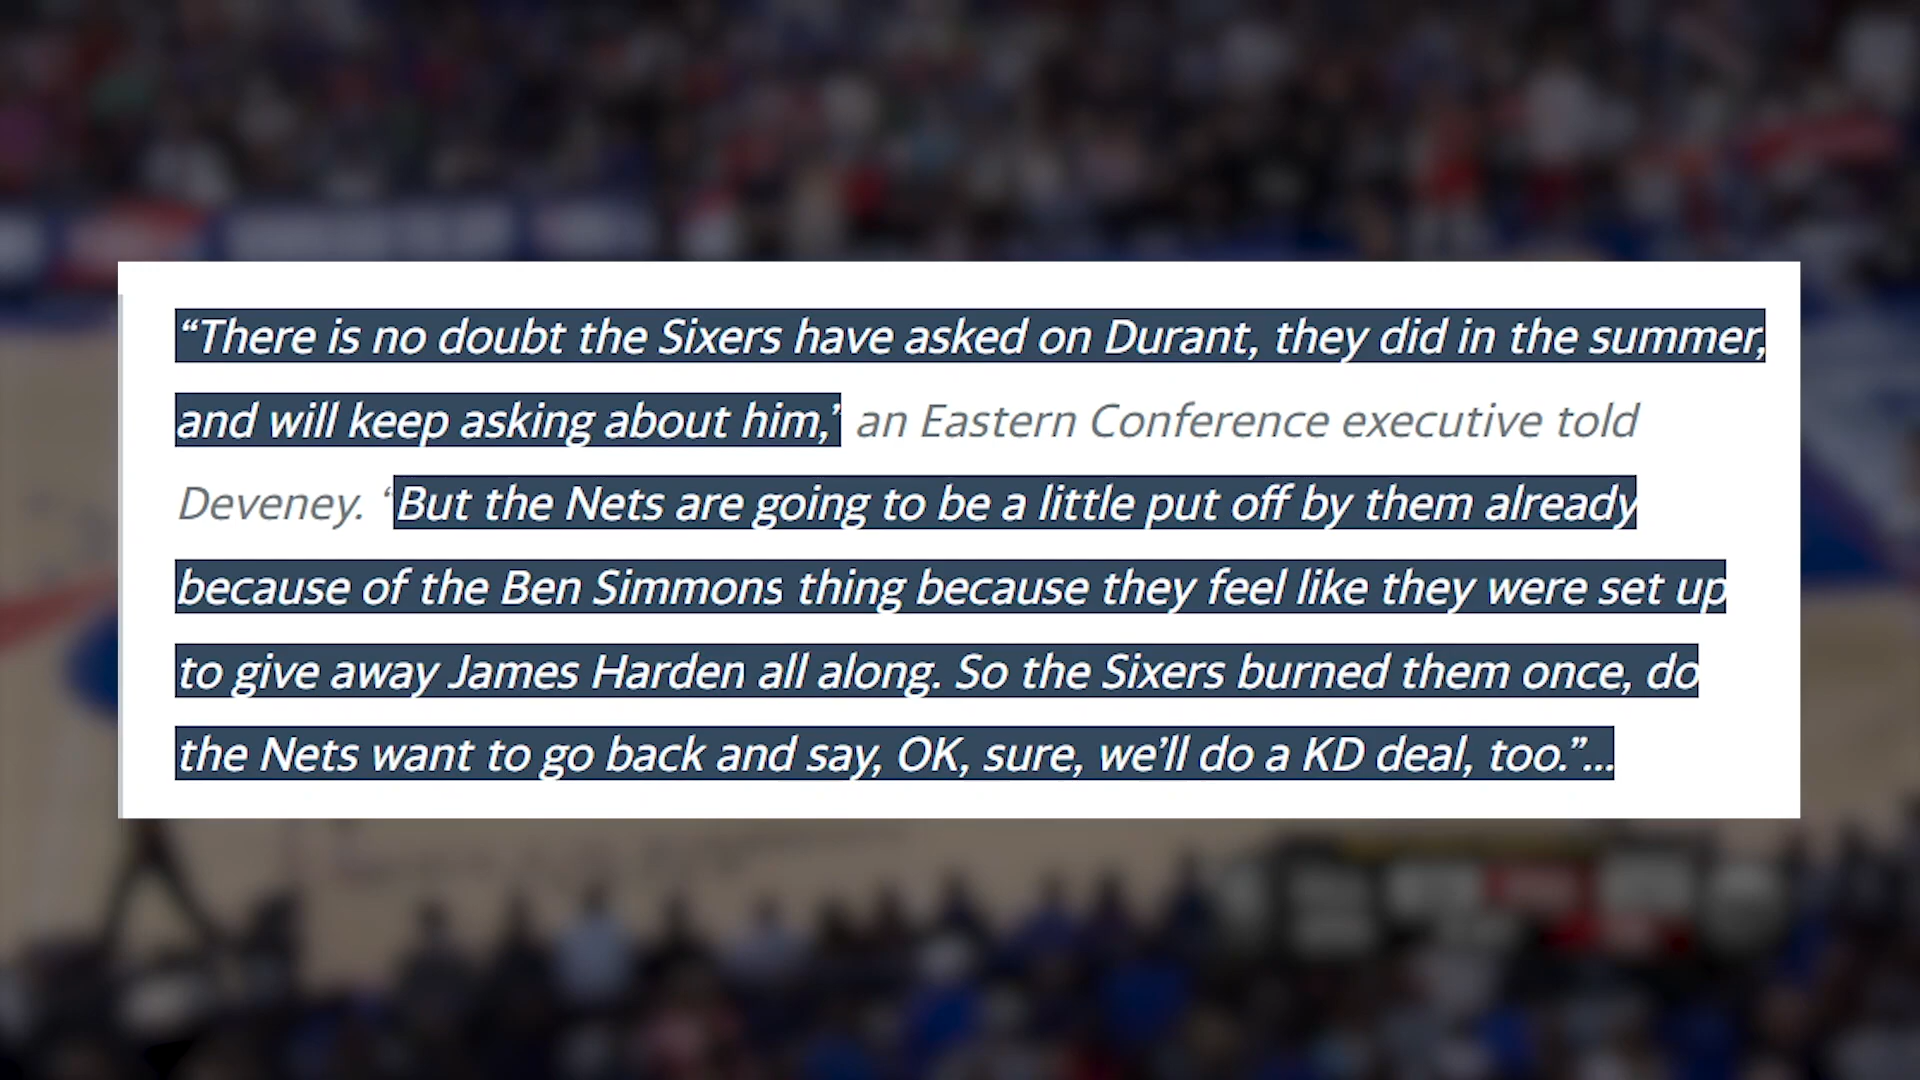 “There is no doubt the Sixers have asked on Durant, they did in the summer,
and will keep asking about him,’ an Eastern Conference executive told
Deveney. ‘But the Nets are going to be a little put off by them already
because of the Ben Simmons thing because they feel like they were set up
to give away James Harden all along. So the Sixers burned them once, do
the Nets want to go back and say, OK, sure, we’ll do a KD deal, too.”...